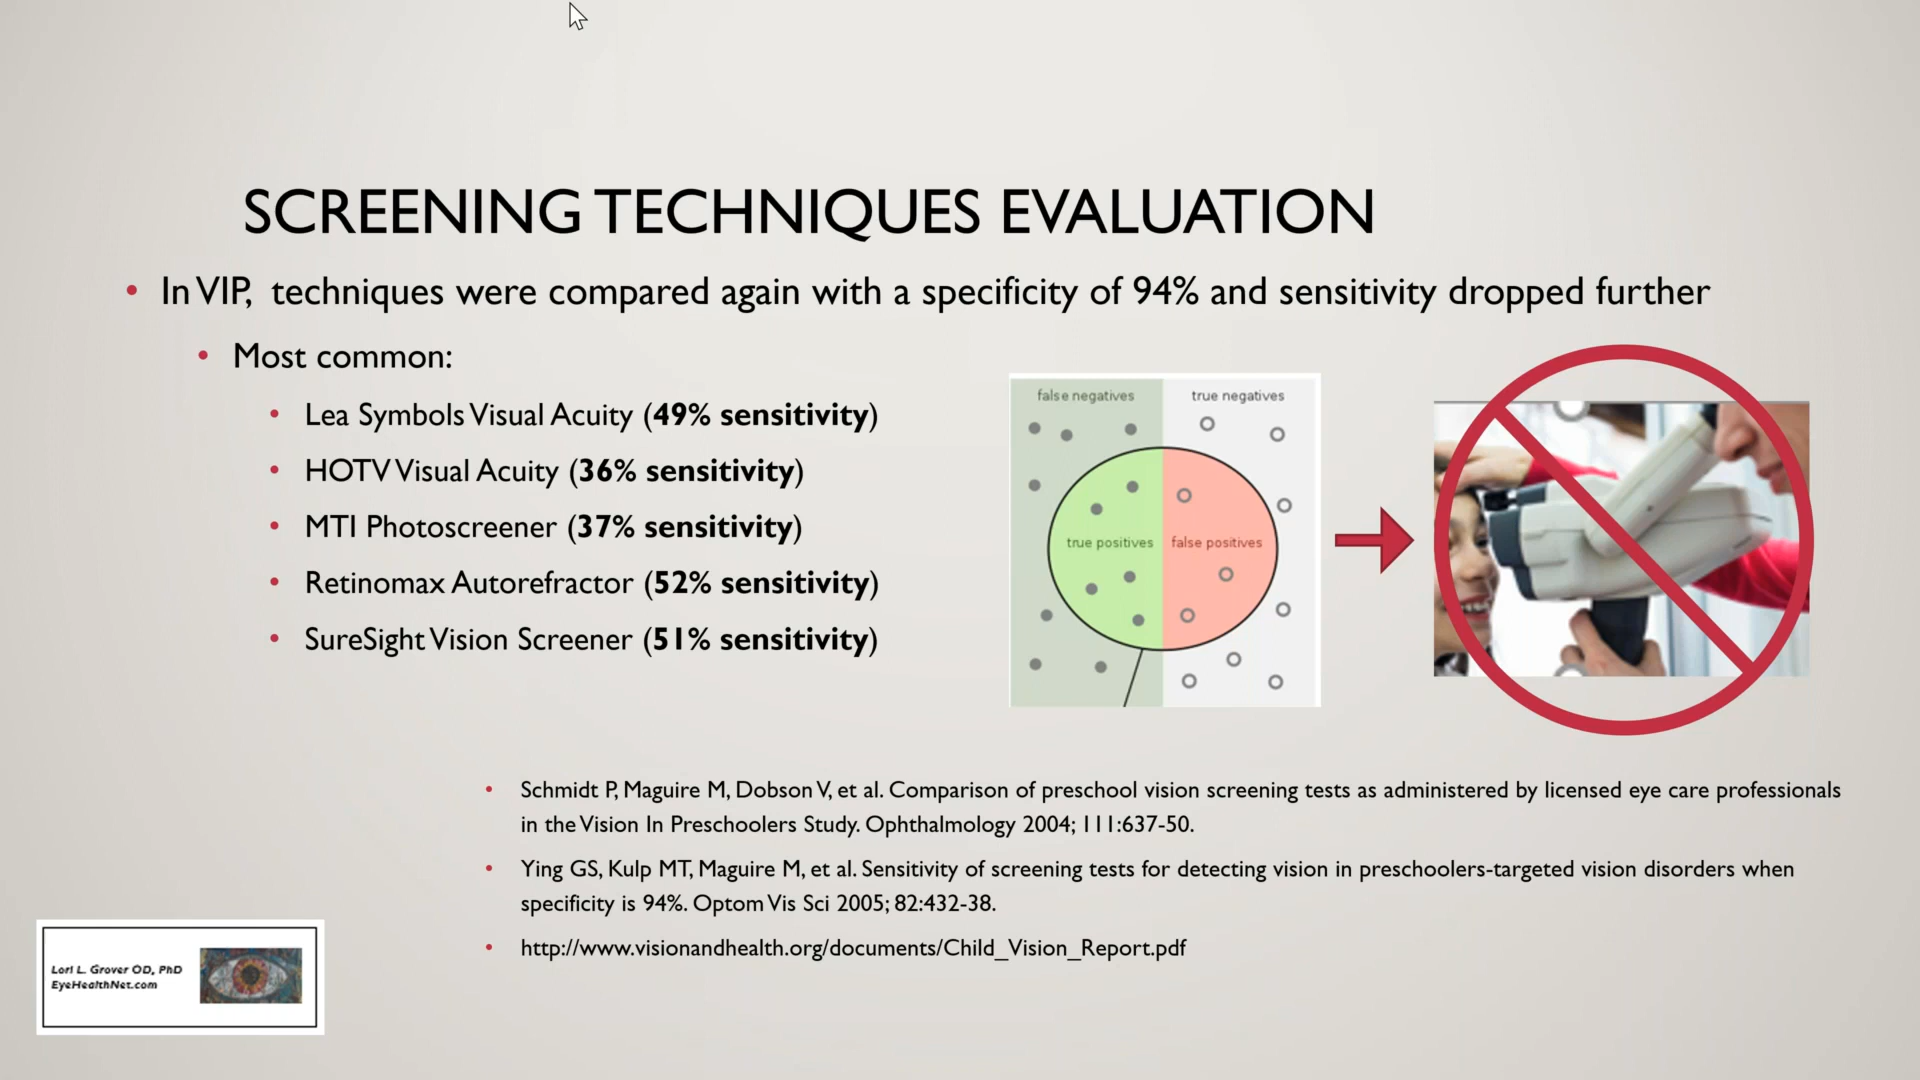 SCREENING TECHNIQUES EVALUATION
• In VIP, techniques were compared again with a specificity of 94% and sensitivity dropped further
• Most common:
• Lea Symbols Visual Acuity (49% sensitivity)
• HOTV Visual Acuity (36% sensitivity)
• MTI Photoscreener (37% sensitivity)
• Retinomax Autorefractor (52% sensitivity)
• SureSight Vision Screener (51% sensitivity)
false negatives true negatives
true positives false positives
• Schmidt P, Maguire M, Dobson V, et al. Comparison of preschool vision screening tests as administered by licensed eye care professionals
in the Vision In Preschoolers Study. Ophthalmology 2004; 111:637-50.
• Ying GS, Kulp MT, Maguire M, et al. Sensitivity of screening tests for detecting vision in preschoolers-targeted vision disorders when
specificity is 94%. Optom Vis Sci 2005; 82:432-38.
• http://www.visionandhealth.org/documents/Child_Vision_Report.pdf
Lori L. Grover OD, PhD
EyeHealthNet.com